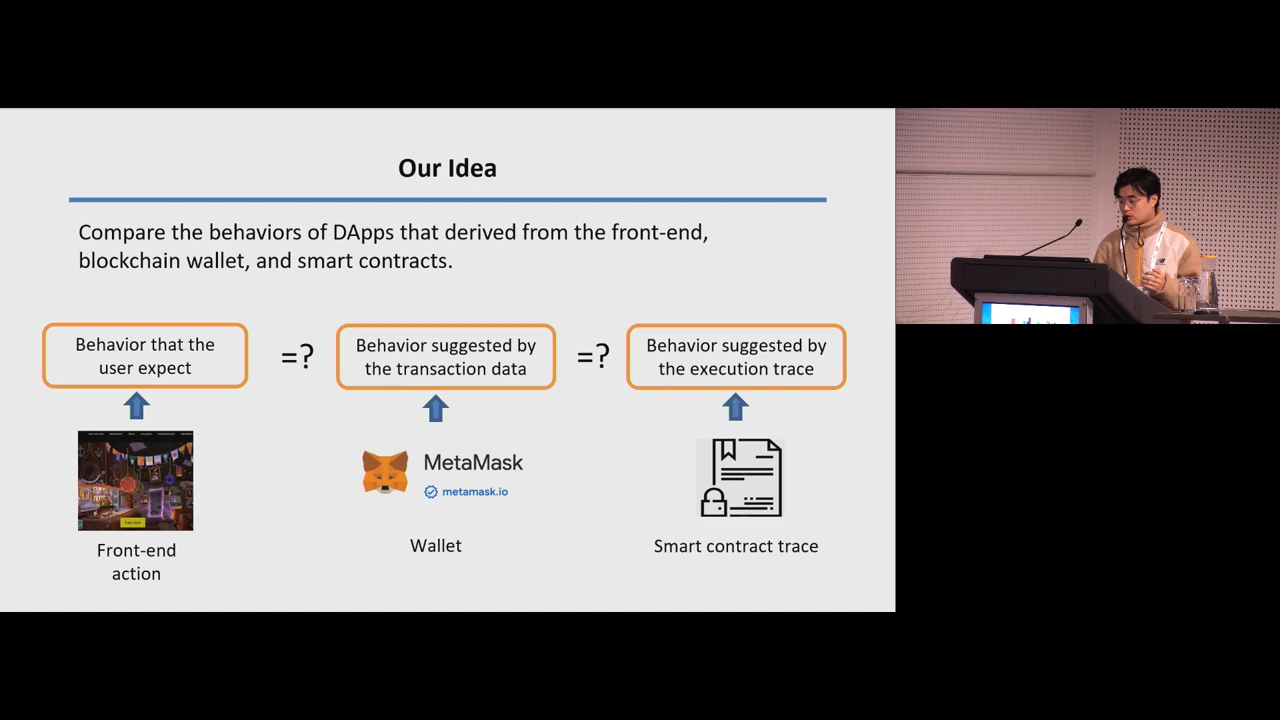 Our Idea
Compare the behaviors of DApps that derived from the front-end,
blockchain wallet, and smart contracts.
Behavior that the
user expect
=?
Behavior suggested by
the transaction data
=?
Behavior suggested by
the execution trace
MetaMask
metamask.io
Front-end
action
Wallet
Smart contract trace